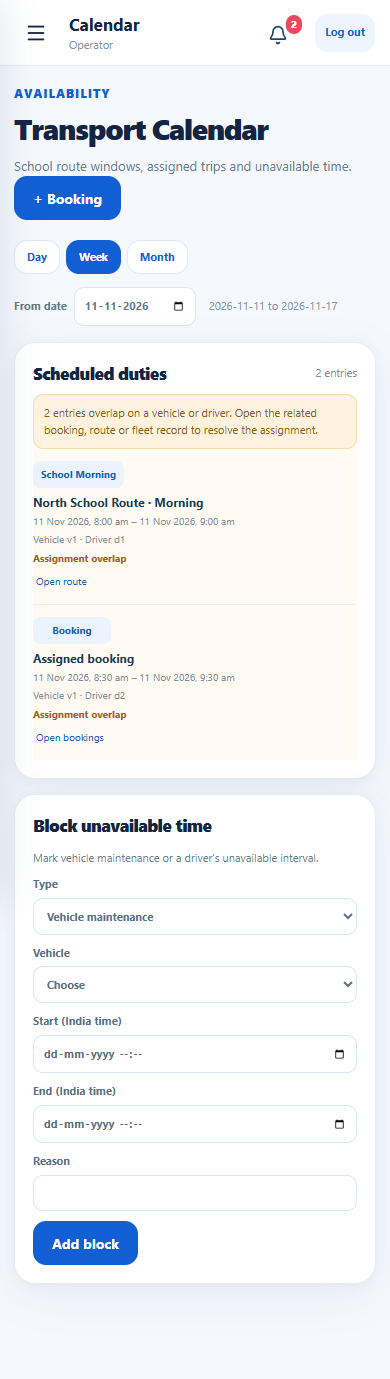 Calendar
Operator
2
Log out
AVAILABILITY
Transport Calendar
School route windows, assigned trips and unavailable time.
+ Booking
Day
Week
Month
From date
11-11-2026
2026-11-11 to 2026-11-17
Scheduled duties
2 entries
2 entries overlap on a vehicle or driver. Open the related
booking, route or fleet record to resolve the assignment.
School Morning
North School Route · Morning
11 Nov 2026, 8:00 am – 11 Nov 2026, 9:00 am
Vehicle v1 · Driver d1
Assignment overlap
Open route
Booking
Assigned booking
11 Nov 2026, 8:30 am – 11 Nov 2026, 9:30 am
Vehicle v1 · Driver d2
Assignment overlap
Open bookings
Block unavailable time
Mark vehicle maintenance or a driver's unavailable interval.
Type
Vehicle maintenance
Vehicle
Choose
Start (India time)
dd-mm-yyyy --:--
End (India time)
dd-mm-yyyy --:--
Reason
Add block